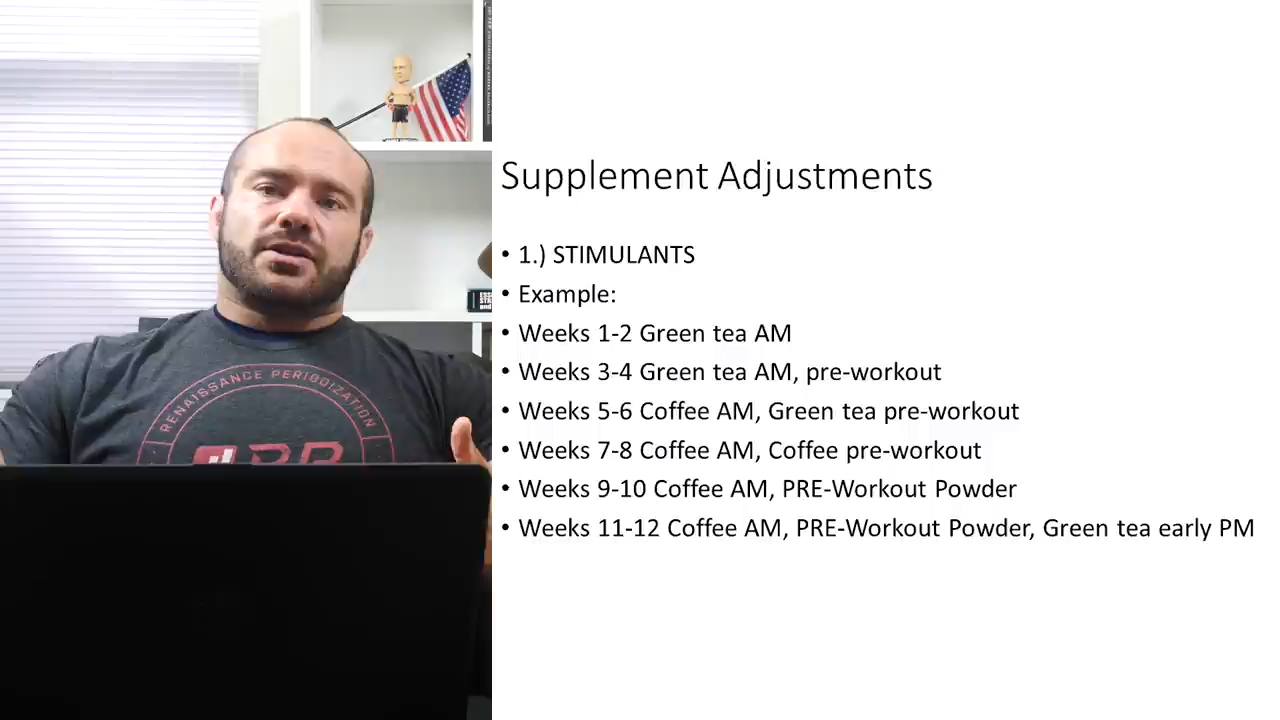 Supplement Adjustments
• 1.) STIMULANTS
• Example:
• Weeks 1-2 Green tea AM
• Weeks 3-4 Green tea AM, pre-workout
• Weeks 5-6 Coffee AM, Green tea pre-workout
• Weeks 7-8 Coffee AM, Coffee pre-workout
• Weeks 9-10 Coffee AM, PRE-Workout Powder
• Weeks 11-12 Coffee AM, PRE-Workout Powder, Green tea early PM
RENAISSANCE PERIODIZATION
RP